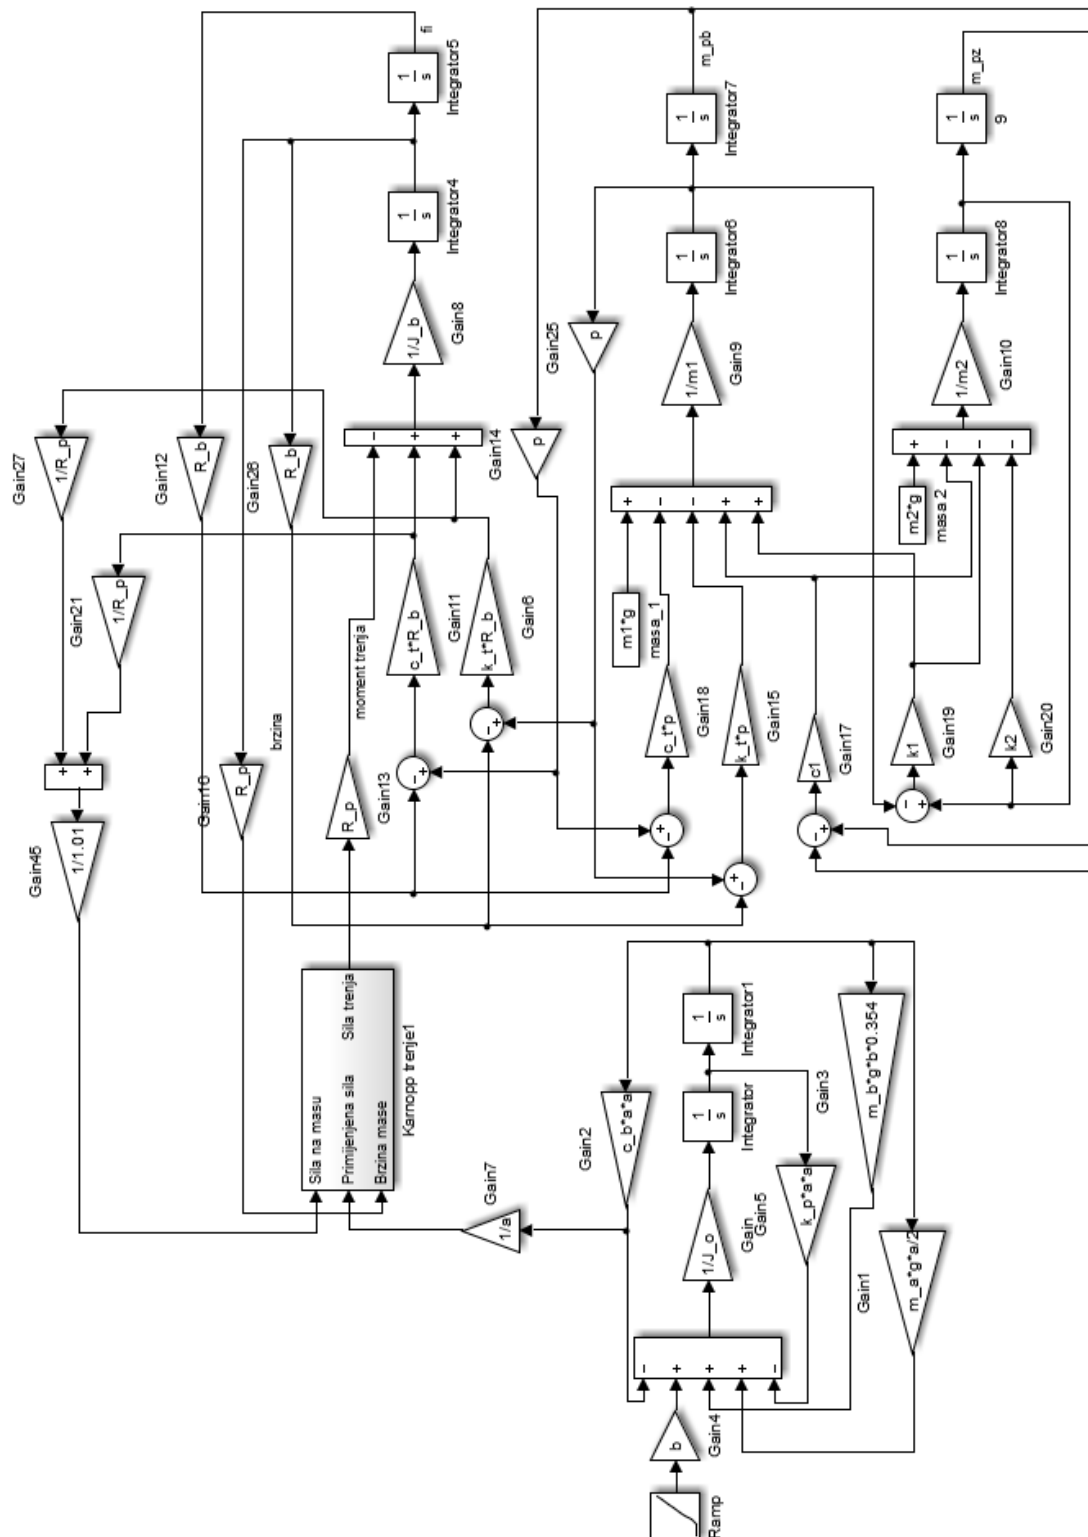 Ramp
b
Gain4
-
+
+
+
-
1/J_o
Gain
Gain5
1
s
Integrator
1
s
Integrator1
c_b*a*a
Gain2
k_p*a*a
Gain3
m_b*g*b*0.354
m_a*g*a/2
Gain1
1/a
Gain7
Sila na masu
Primijenjena sila
Brzina mase
Sila trenja
Karnopp trenje1
R_p
Gain13
moment trenja
1/1.01
Gain45
+
+
R_p
Gain16
brzina
1/R_p
Gain21
1/R_p
Gain27
R_b
Gain12
R_b
Gain26
-
+
c_t*R_b
Gain11
-
+
k_t*R_b
Gain6
-
+
+
Gain14
1/J_b
Gain8
1
s
Integrator4
1
s
Integrator5
fi
p
p
Gain25
-
+
c_t*p
Gain18
-
+
k_t*p
Gain15
m1*g
masa_1
+
-
-
+
+
1/m1
Gain9
1
s
Integrator6
1
s
Integrator7
m_pb
-
+
c1
Gain17
-
+
k1
Gain19
k2
Gain20
m2*g
masa 2
+
-
-
-
1/m2
Gain10
1
s
Integrator8
1
s
9
m_pz